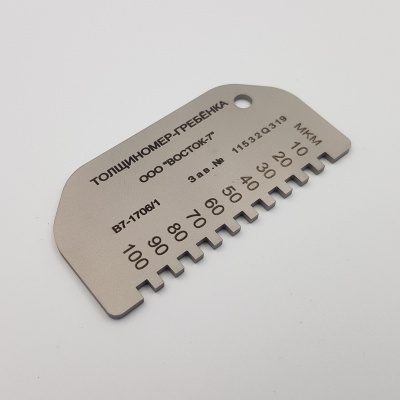 ТОЛЩИНОМЕР-ГРЕБЁНКА
ООО "ВОСТОК-7"
Зав.№ 11532Q319
В7-1706/1 МКМ
100 90 80 70 60 50 40 30 20 10